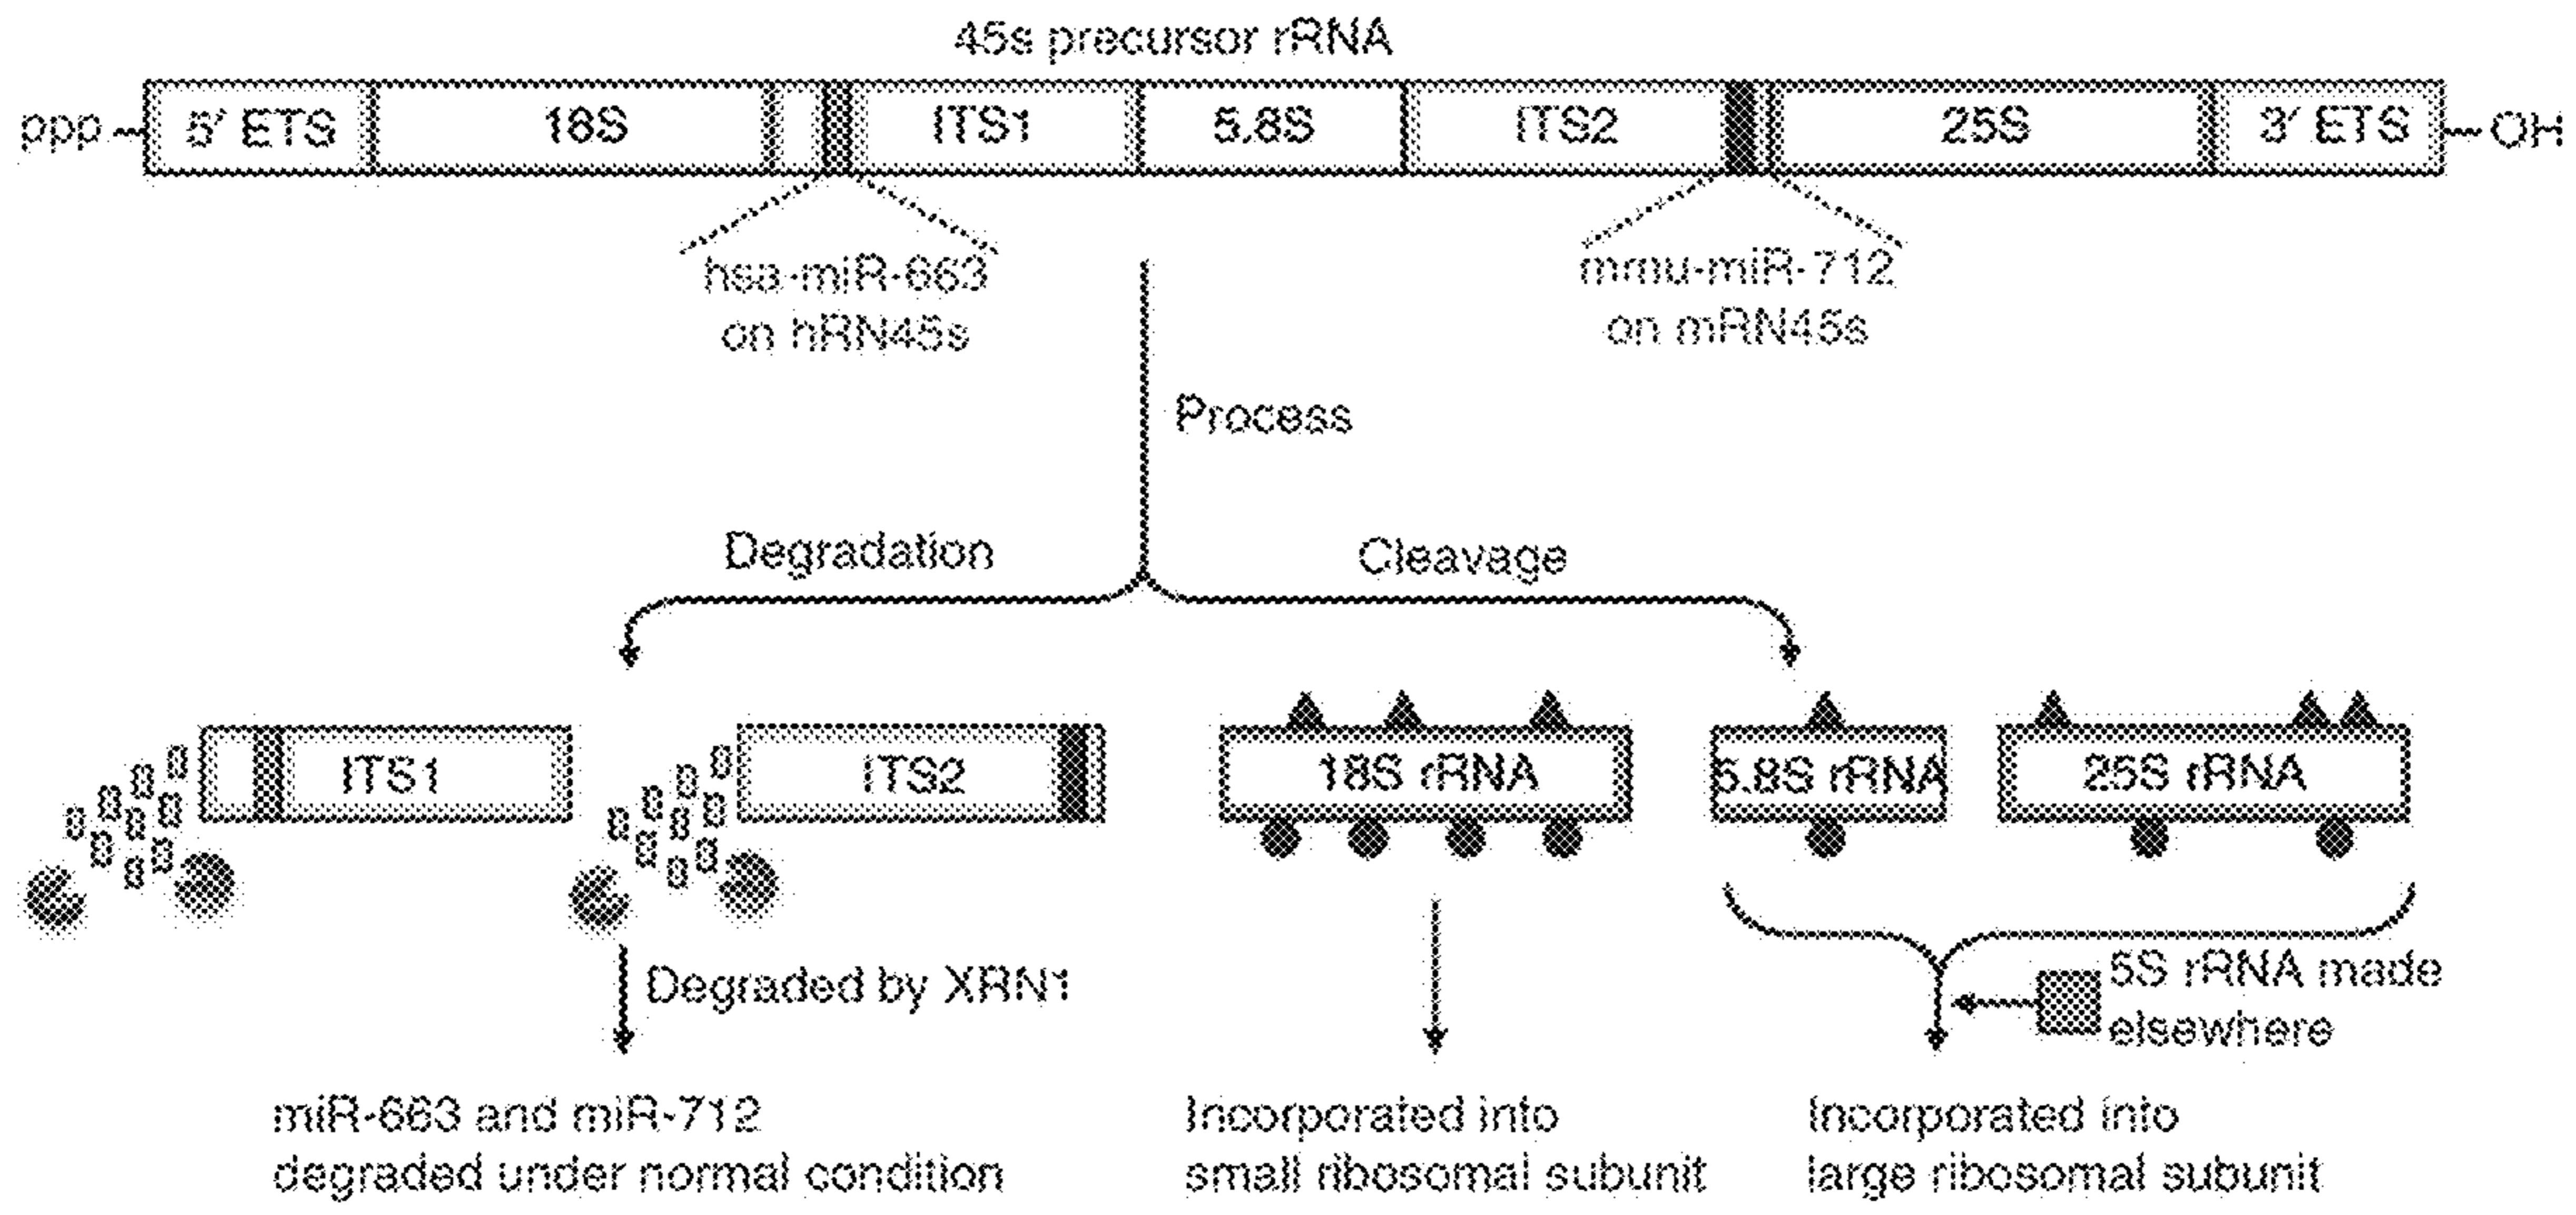 45s precursor rRNA
ppp 5′ ETS 18S ITS1 5.8S ITS2 25S 3′ ETS OH
hsa-miR-663
on hRN45s
mmu-miR-712
on mRN45s
Process
Degradation
Cleavage
ITS1 ITS2 18S rRNA 5.8S rRNA 25S rRNA
Degraded by XRN1
5S rRNA made
elsewhere
miR-663 and miR-712
degraded under normal condition
Incorporated into
small ribosomal subunit
Incorporated into
large ribosomal subunit